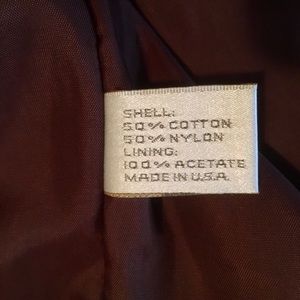 SHELL:
50% COTTON
50% NYLON
LINING:
100% ACETATE
MADE IN U.S.A.